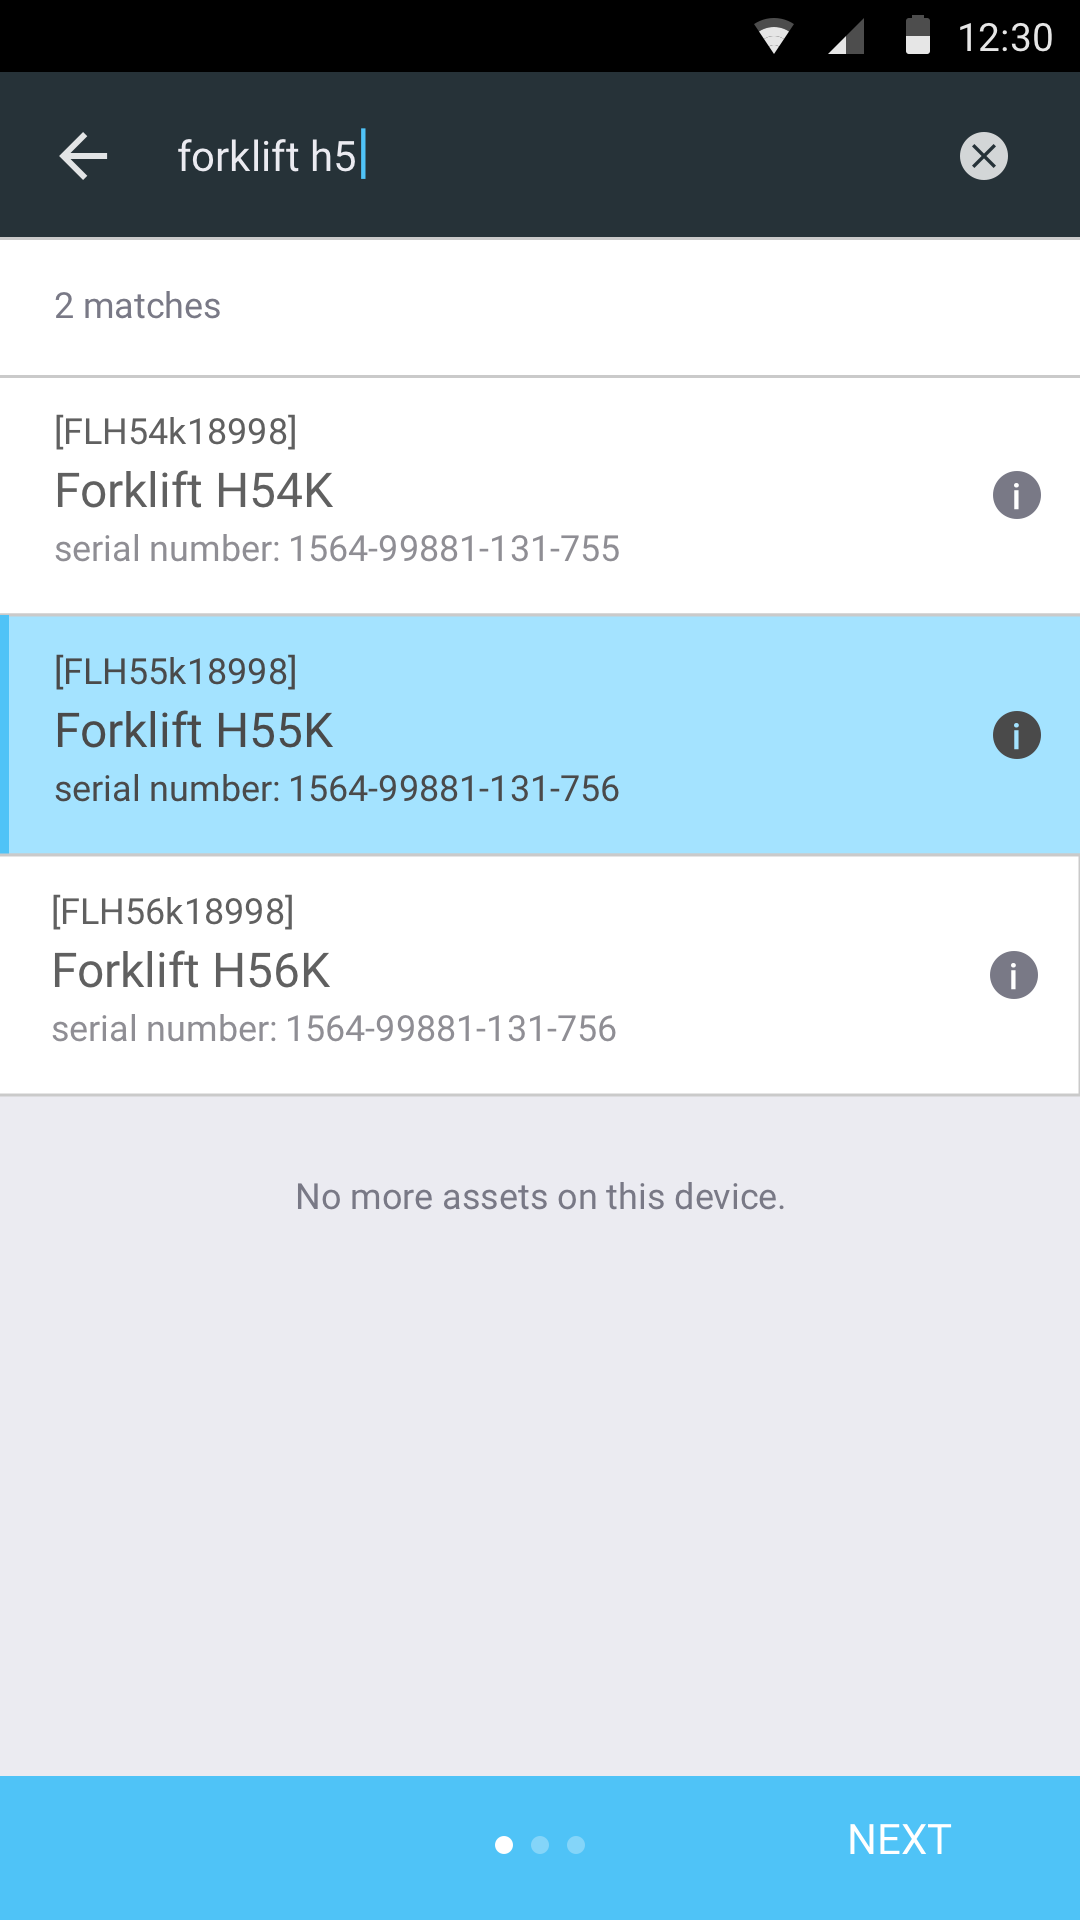 12:30
forklift h5
2 matches
[FLH54k18998]
Forklift H54K
serial number: 1564-99881-131-755
[FLH55k18998]
Forklift H55K
serial number: 1564-99881-131-756
[FLH56k18998]
Forklift H56K
serial number: 1564-99881-131-756
No more assets on this device.
NEXT